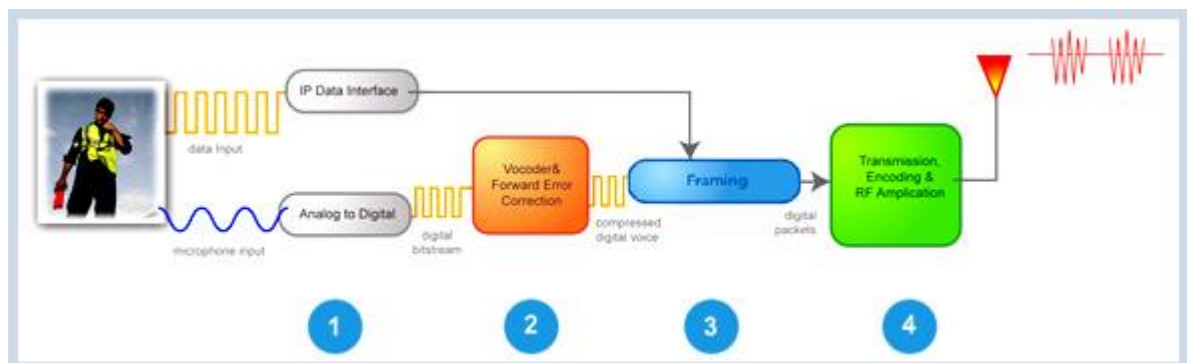 IP Data Interface
data Input
Vocoder&
Forward Error
Correction
Framing
Transmission,
Encoding &
RF Amplication
Analog to Digital
microphone input
digital
bitstream
compressed
digital voice
digital
packets
1
2
3
4